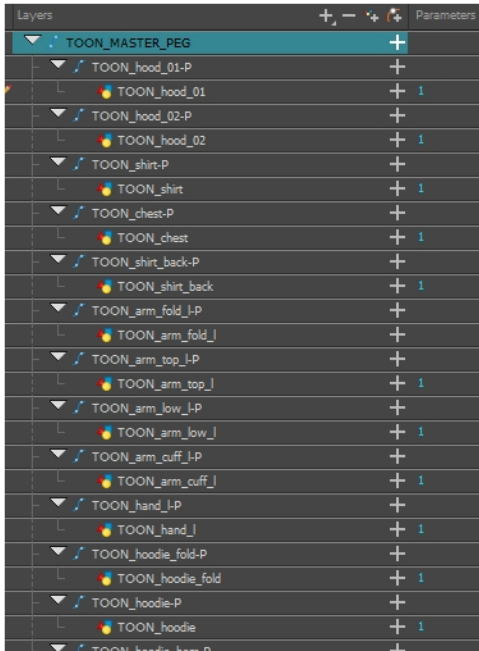 Layers Parameters
TOON_MASTER_PEG
TOON_hood_01-P
TOON_hood_01 1
TOON_hood_02-P
TOON_hood_02 1
TOON_shirt-P
TOON_shirt 1
TOON_chest-P
TOON_chest 1
TOON_shirt_back-P
TOON_shirt_back 1
TOON_arm_fold_l-P
TOON_arm_fold_l
TOON_arm_top_l-P
TOON_arm_top_l 1
TOON_arm_low_l-P
TOON_arm_low_l 1
TOON_arm_cuff_l-P
TOON_arm_cuff_l 1
TOON_hand_l-P
TOON_hand_l 1
TOON_hoodie_fold-P
TOON_hoodie_fold 1
TOON_hoodie-P
TOON_hoodie 1